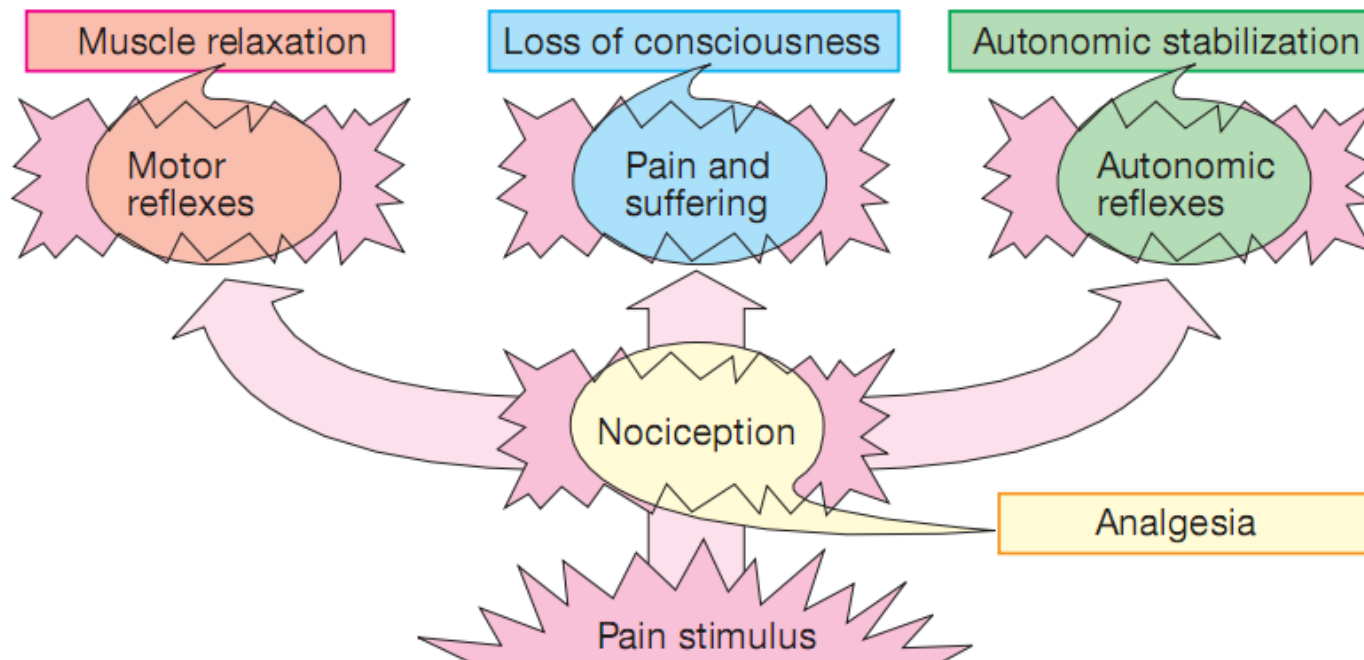 Muscle relaxation
Loss of consciousness
Autonomic stabilization
Motor
reflexes
Pain and
suffering
Autonomic
reflexes
Nociception
Analgesia
Pain stimulus